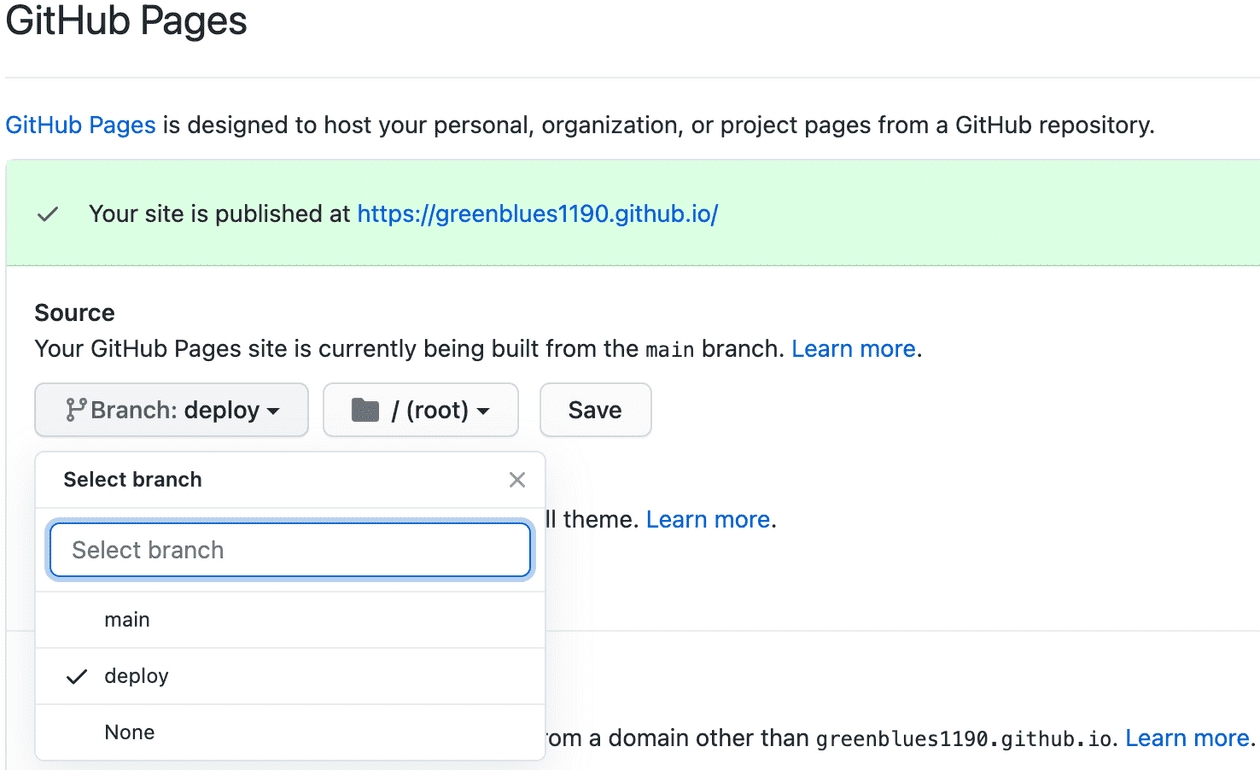 GitHub Pages
GitHub Pages is designed to host your personal, organization, or project pages from a GitHub repository.
Your site is published at https://greenblues1190.github.io/
Source
Your GitHub Pages site is currently being built from the main branch. Learn more.
Branch: deploy
/ (root)
Save
Select branch
ll theme. Learn more.
Select branch
main
deploy
None
om a domain other than greenblues1190.github.io. Learn more.